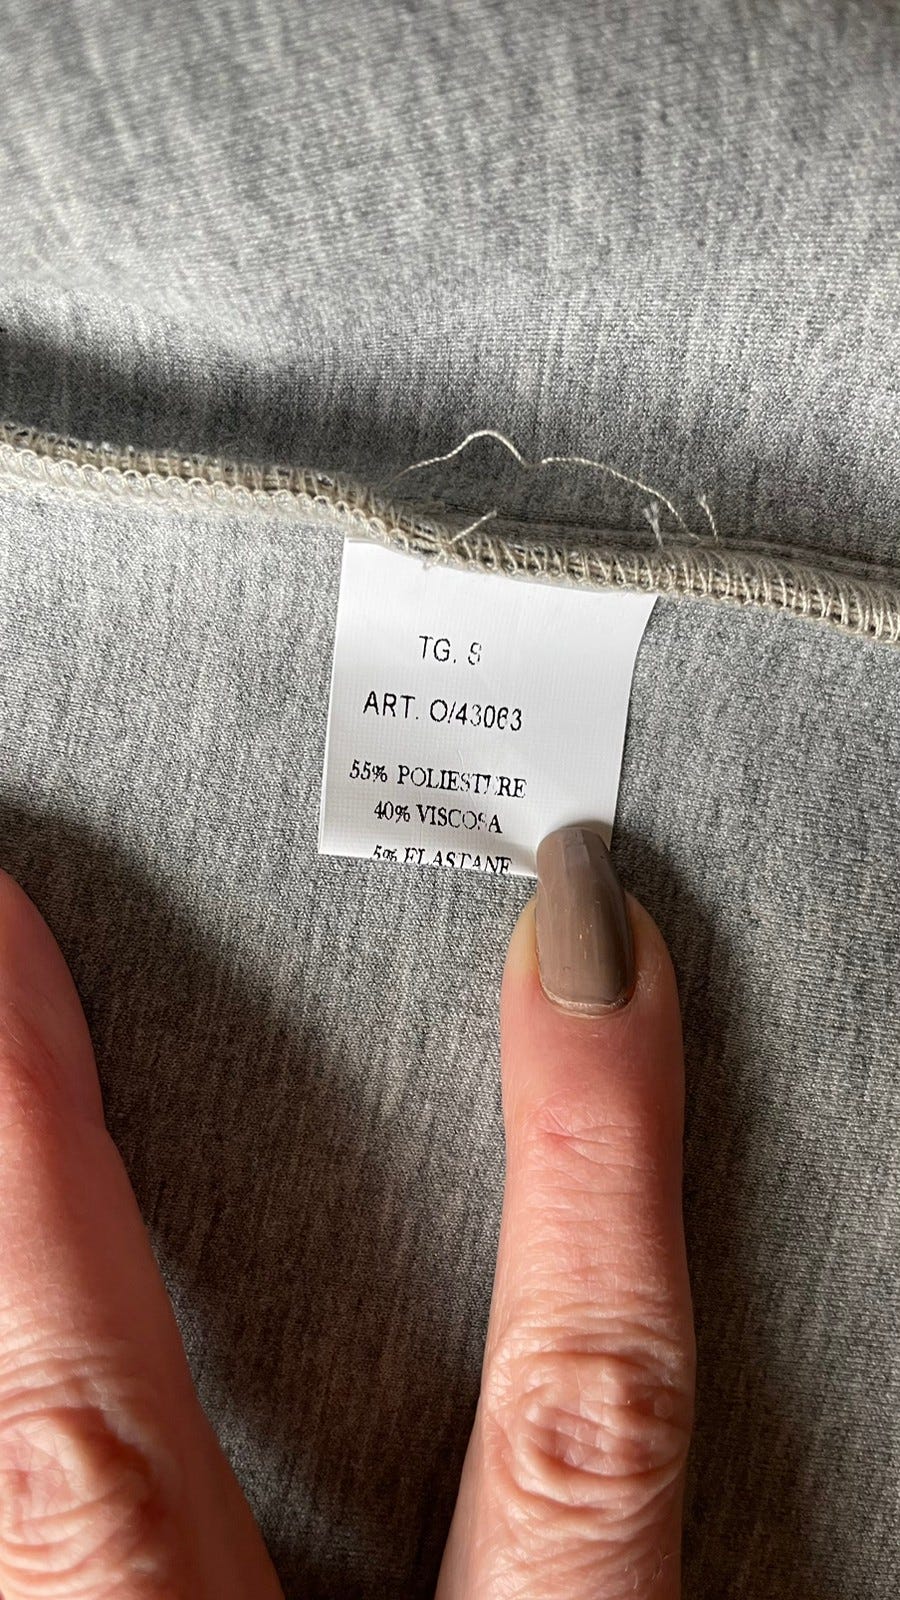 TG. S
ART. O/43063
55% POLIESTERE
40% VISCOSA
5% ELASTANE